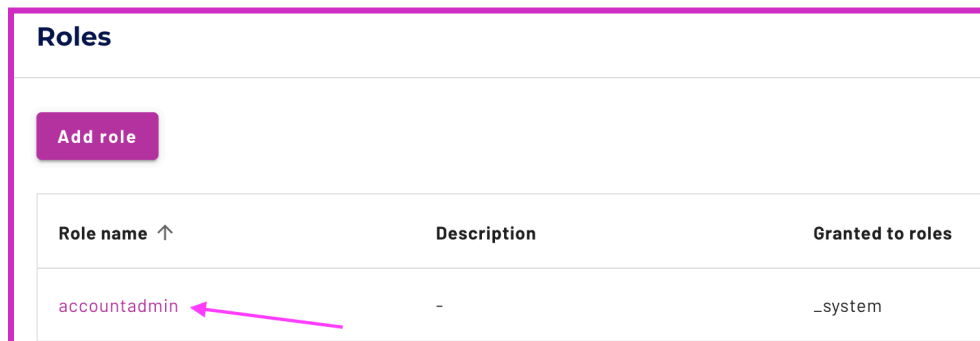 Roles
Add role
Role name ↑ Description Granted to roles
accountadmin - _system